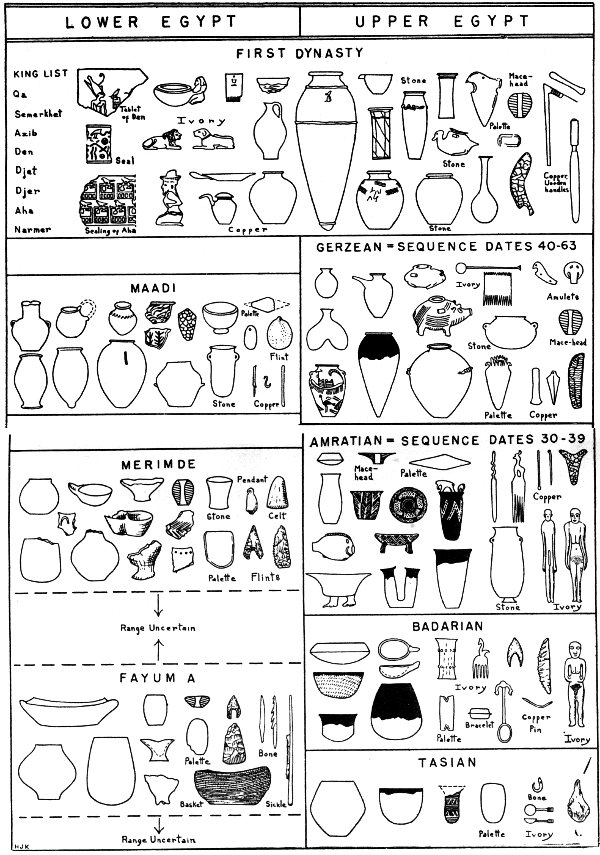 LOWER EGYPT
UPPER EGYPT
FIRST DYNASTY
KING LIST
Qa
Semerkhet
Azib
Den
Djet
Djer
Aha
Narmer
Tablet
of Den
Seal
Sealing of Aha
Ivory
Copper
Stone
Stone
Stone
Palette
Mace-
head
Copper,
Wooden
handles
MAADI
Palette
Flint
Stone
Copper
GERZEAN = SEQUENCE DATES 40-63
Ivory
Amulets
Stone
Mace-head
Palette
Copper
MERIMDE
Pendant
Stone
Celt
Palette
Flints
Range Uncertain
FAYUM A
Palette
Bone
Basket
Sickle
Range Uncertain
HJK
AMRATIAN = SEQUENCE DATES 30-39
Mace-
head
Palette
Copper
Stone
Ivory
BADARIAN
Ivory
Palette
Bracelet
Copper
Pin
Ivory
TASIAN
Bone
Palette
Ivory